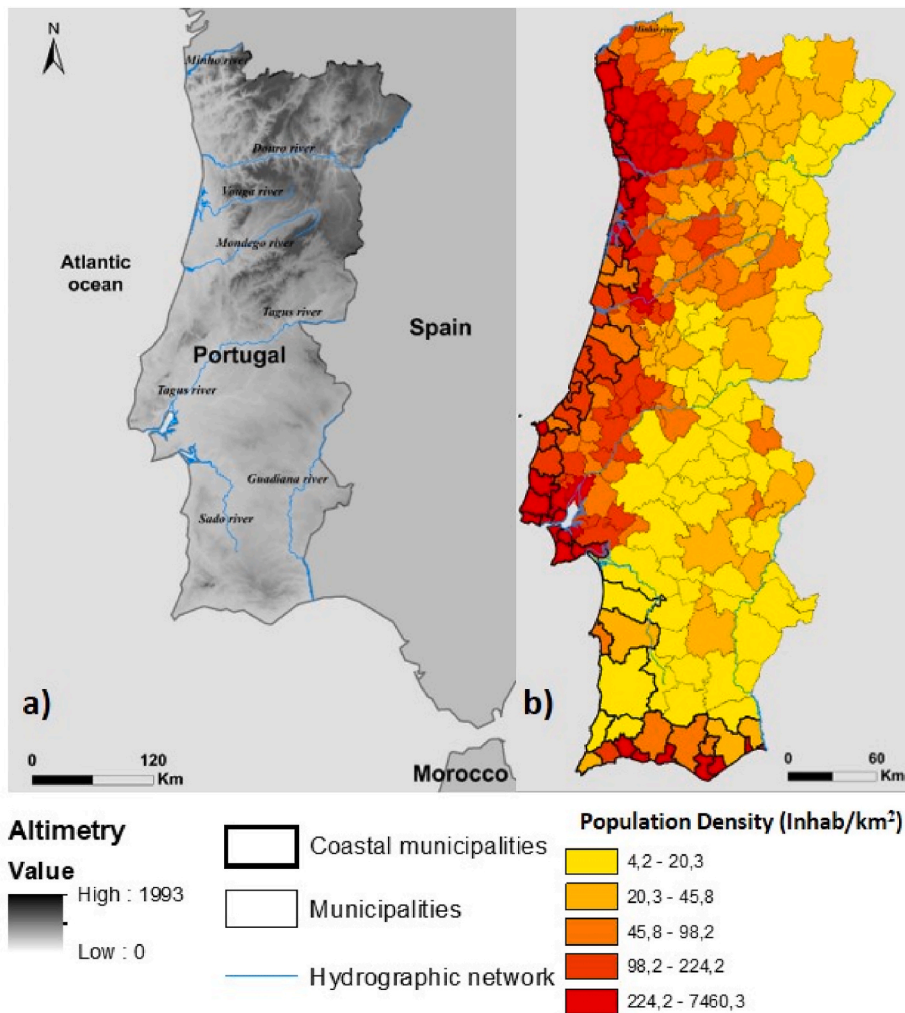 N
Minho river
Douro river
Vouga river
Mondego river
Atlantic
ocean
Tagus river
Spain
Portugal
Tagus river
Guadiana river
Sado river
a)
0 120
Km
Morocco
Minho river
b)
0 60
Km
Altimetry
Value
High : 1993
Low : 0
Coastal municipalities
Municipalities
Hydrographic network
Population Density (Inhab/km²)
4,2 - 20,3
20,3 - 45,8
45,8 - 98,2
98,2 - 224,2
224,2 - 7460,3